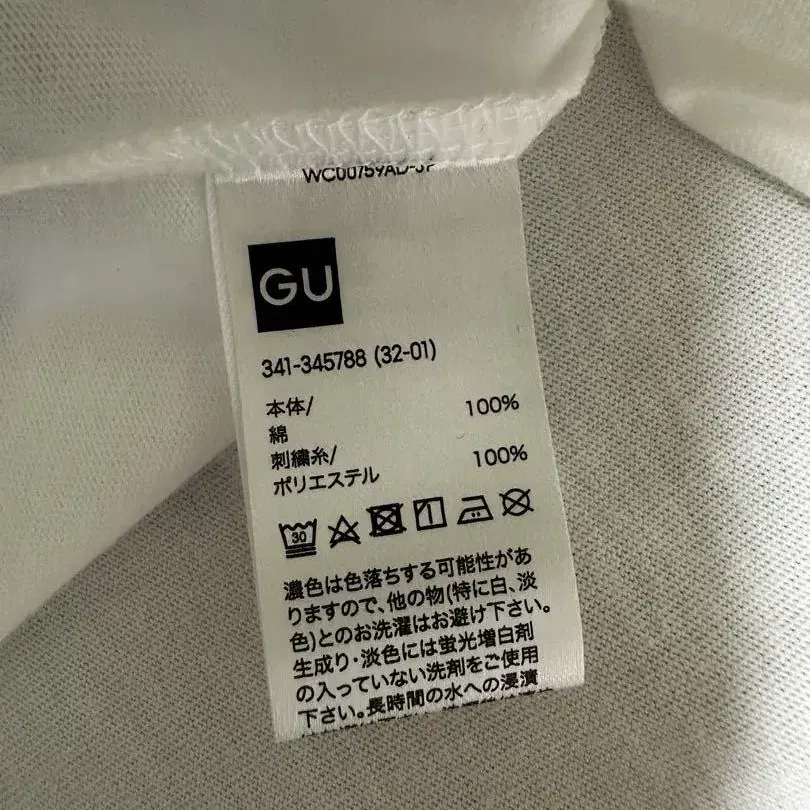 GU
341-345788 (32-01)
本体/ 100%
綿
刺繍糸/ 100%
ポリエステル
30
濃色は色落ちする可能性があ
りますので、他の物(特に白、淡
色)とのお洗濯はお避け下さい。
生成り・淡色には蛍光増白剤
の入っていない洗剤をご使用
下さい。長時間の水への浸漬